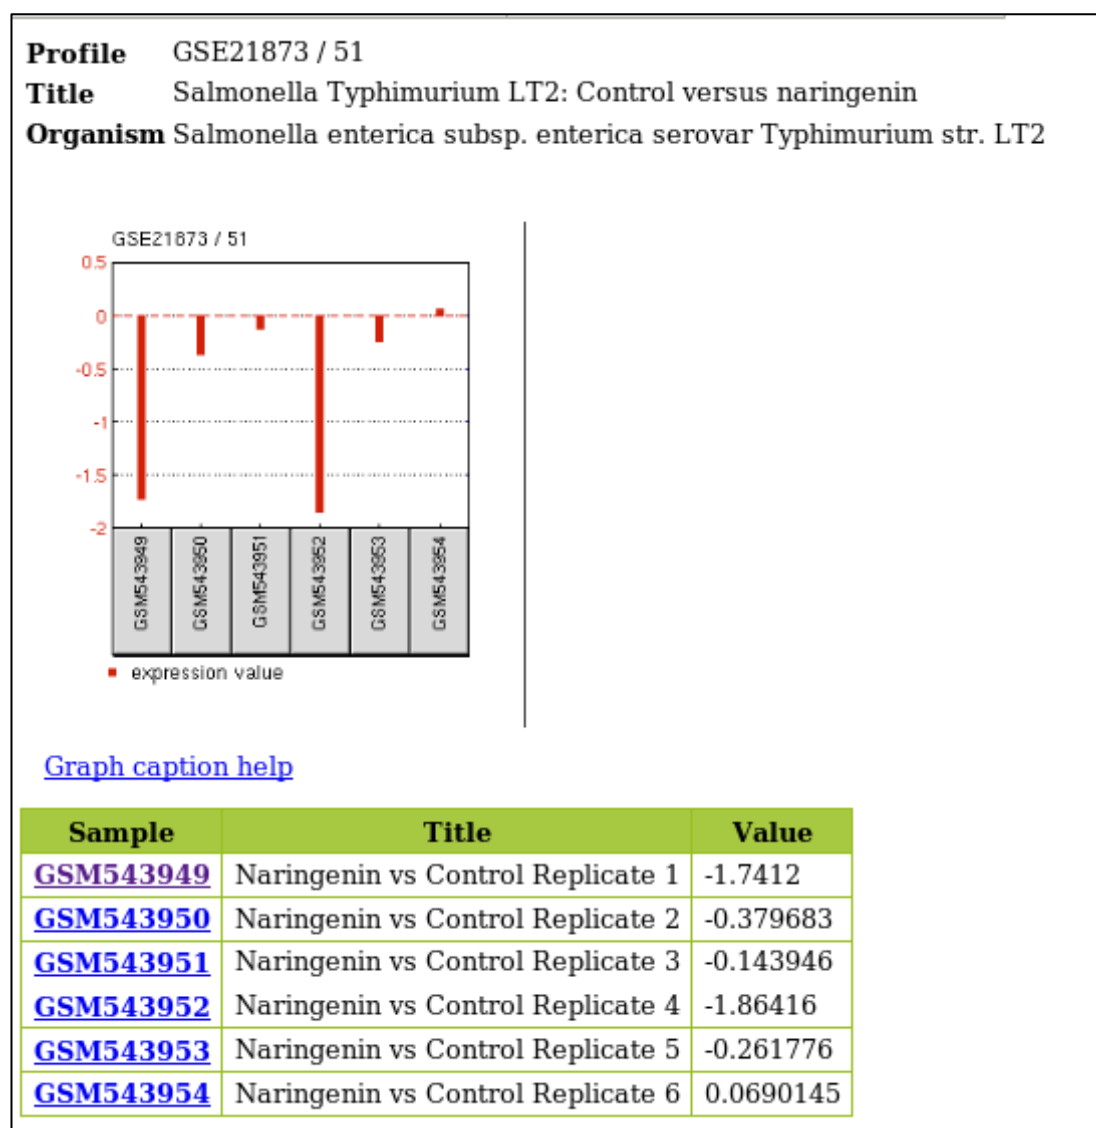 Profile GSE21873 / 51
Title Salmonella Typhimurium LT2: Control versus naringenin
Organism Salmonella enterica subsp. enterica serovar Typhimurium str. LT2
GSE21873 / 51
0.5
0
-0.5
-1
-1.5
-2
GSM543949 GSM543950 GSM543951 GSM543952 GSM543953 GSM543954
expression value
Graph caption help
Sample Title Value
GSM543949 Naringenin vs Control Replicate 1 -1.7412
GSM543950 Naringenin vs Control Replicate 2 -0.379683
GSM543951 Naringenin vs Control Replicate 3 -0.143946
GSM543952 Naringenin vs Control Replicate 4 -1.86416
GSM543953 Naringenin vs Control Replicate 5 -0.261776
GSM543954 Naringenin vs Control Replicate 6 0.0690145